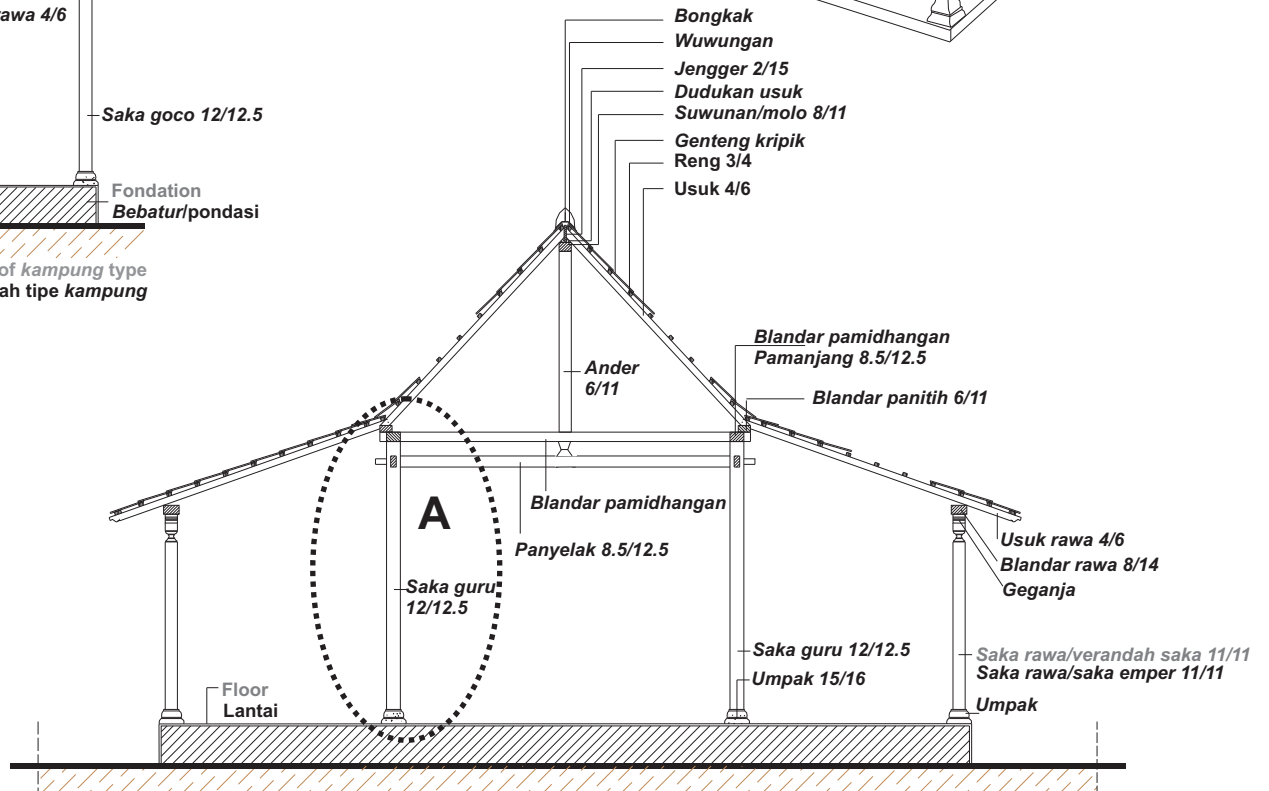 rawa 4/6
Saka goco 12/12.5
Fondation
Bebatur/pondasi
of kampung type
ah tipe kampung
Bongkak
Wuwungan
Jengger 2/15
Dudukan usuk
Suwunan/molo 8/11
Genteng kripik
Reng 3/4
Usuk 4/6
Blandar pamidhangan
Pamanjang 8.5/12.5
Ander
6/11
Blandar panitih 6/11
A
Blandar pamidhangan
Panyelak 8.5/12.5
Usuk rawa 4/6
Blandar rawa 8/14
Geganja
Saka guru
12/12.5
Saka guru 12/12.5
Umpak 15/16
Saka rawa/verandah saka 11/11
Saka rawa/saka emper 11/11
Umpak
Floor
Lantai